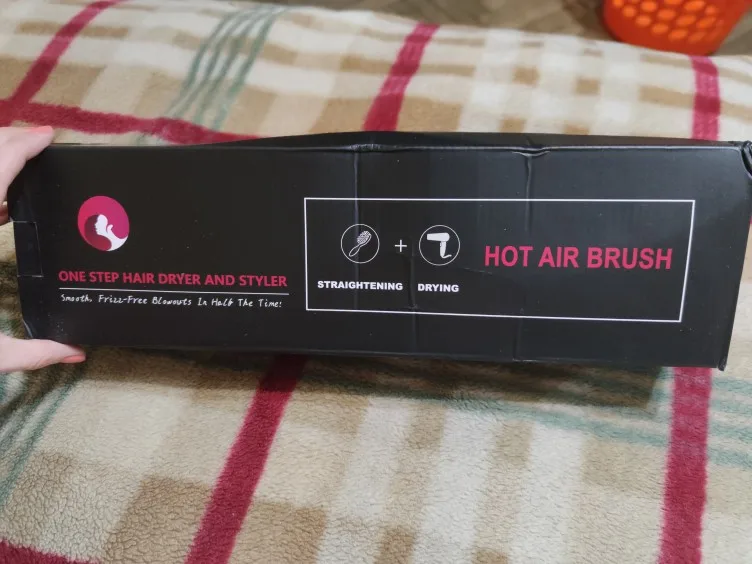 ONE STEP HAIR DRYER AND STYLER
Smooth, Frizz-Free Blowouts In Half The Time!
+
STRAIGHTENING DRYING
HOT AIR BRUSH